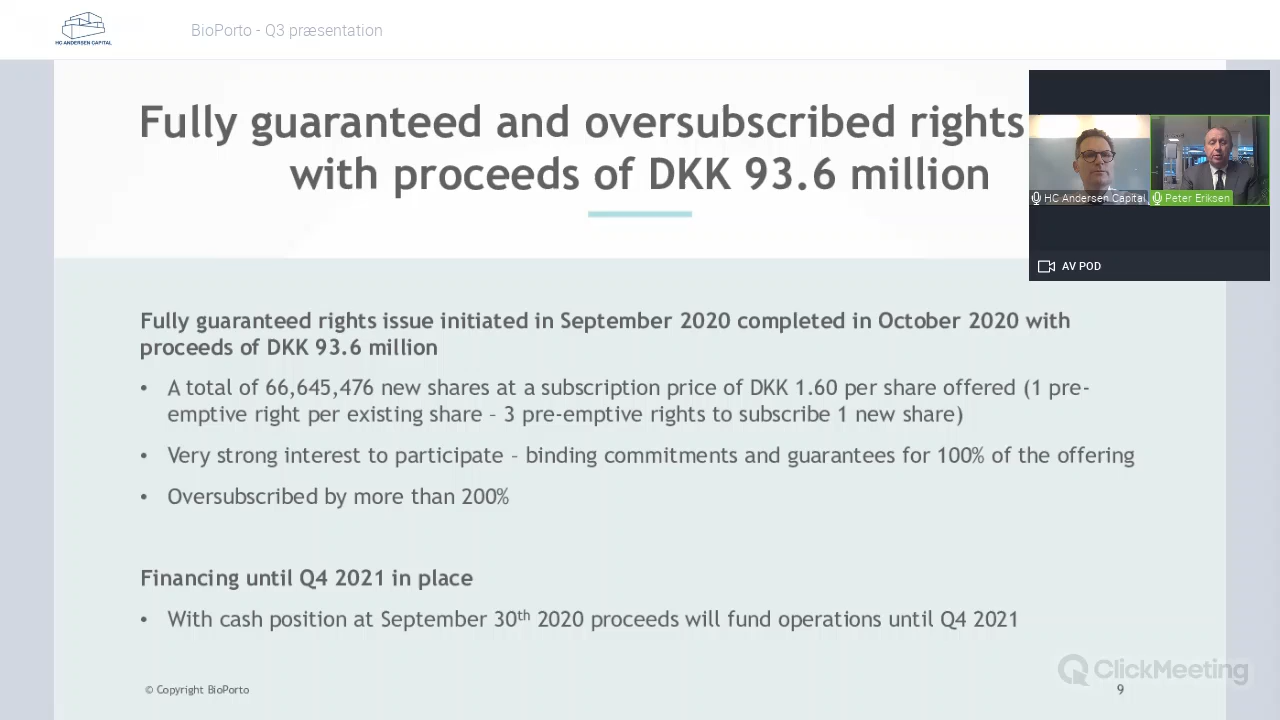 HC ANDERSEN CAPITAL
BioPorto - Q3 præsentation
Fully guaranteed and oversubscribed rights
with proceeds of DKK 93.6 million
HC Andersen Capital
Peter Eriksen
AV POD
Fully guaranteed rights issue initiated in September 2020 completed in October 2020 with
proceeds of DKK 93.6 million
• A total of 66,645,476 new shares at a subscription price of DKK 1.60 per share offered (1 pre-
emptive right per existing share – 3 pre-emptive rights to subscribe 1 new share)
• Very strong interest to participate – binding commitments and guarantees for 100% of the offering
• Oversubscribed by more than 200%
Financing until Q4 2021 in place
• With cash position at September 30th 2020 proceeds will fund operations until Q4 2021
ClickMeeting
© Copyright BioPorto
9